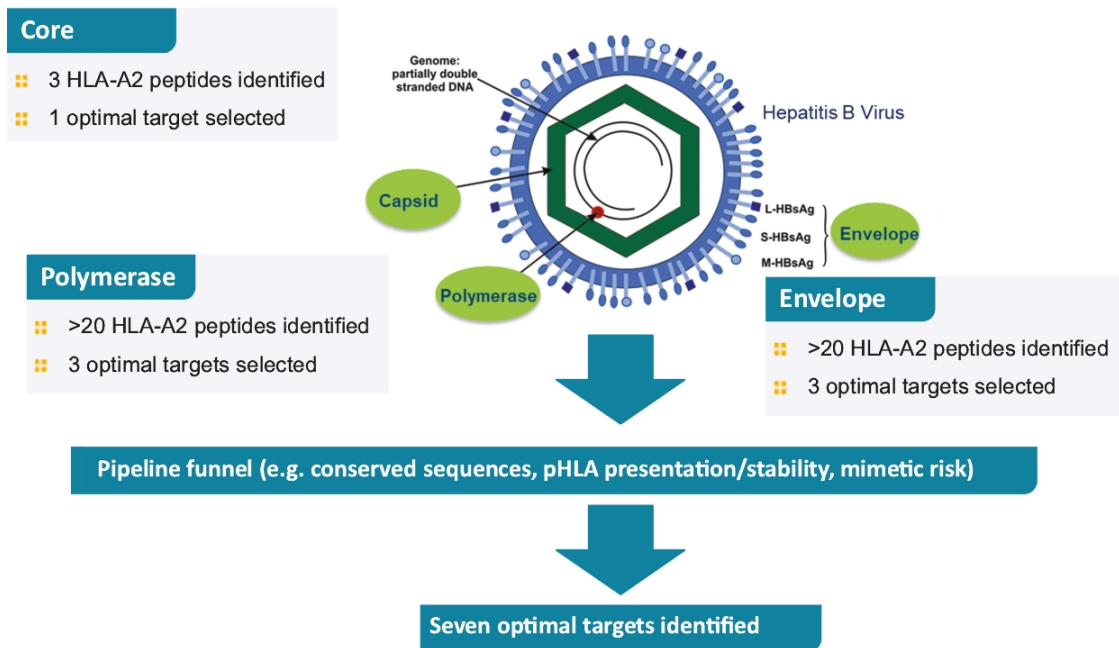 Core
3 HLA-A2 peptides identified
1 optimal target selected
Genome:
partially double
stranded DNA
Hepatitis B Virus
Capsid
L-HBsAg
S-HBsAg
M-HBsAg
Envelope
Polymerase
Polymerase
>20 HLA-A2 peptides identified
3 optimal targets selected
Envelope
>20 HLA-A2 peptides identified
3 optimal targets selected
Pipeline funnel (e.g. conserved sequences, pHLA presentation/stability, mimetic risk)
Seven optimal targets identified